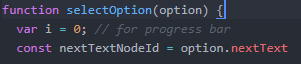 function selectOption(option) {
var i = 0; // for progress bar
const nextTextNodeId = option.nextText